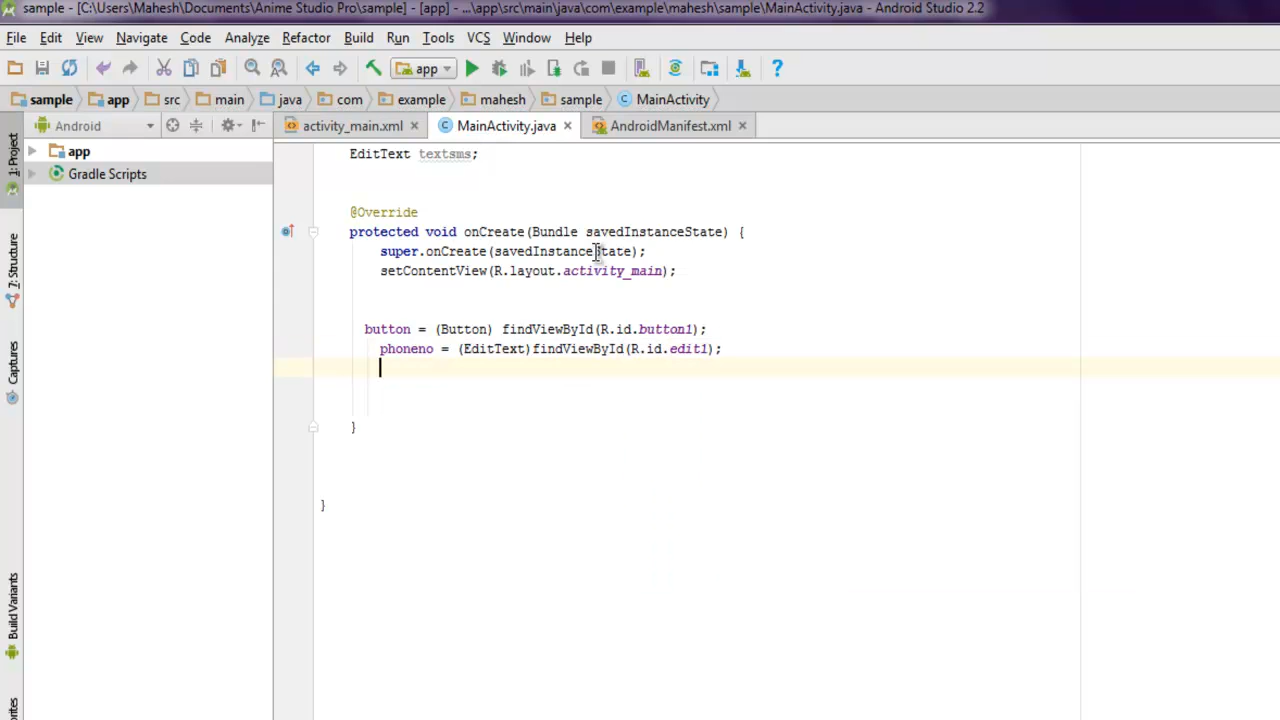 sample - [C:\Users\Mahesh\Documents\Anime Studio Pro\sample] - [app] - ...\app\src\main\java\com\example\mahesh\sample\MainActivity.java - Android Studio 2.2
File Edit View Navigate Code Analyze Refactor Build Run Tools VCS Window Help
app
sample app src main java com example mahesh sample MainActivity
Android
activity_main.xml MainActivity.java AndroidManifest.xml
1: Project
7: Structure
Captures
Build Variants
app
Gradle Scripts
EditText textsms;
@Override
protected void onCreate(Bundle savedInstanceState) {
super.onCreate(savedInstanceState);
setContentView(R.layout.activity_main);
button = (Button) findViewById(R.id.button1);
phoneno = (EditText)findViewById(R.id.edit1);
}
}